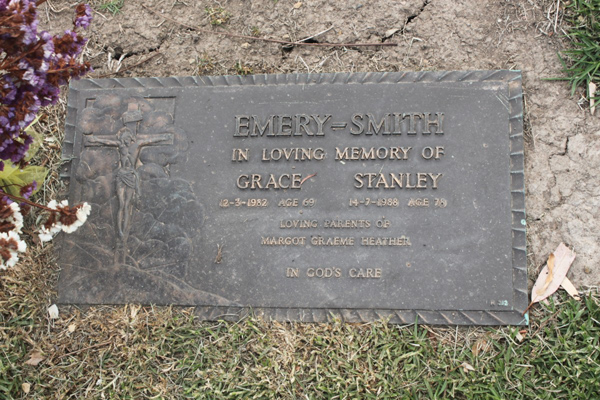 EMERY-SMITH
IN LOVING MEMORY OF
GRACE STANLEY
12-3-1982 AGE 69 14-7-1988 AGE 78
LOVING PARENTS OF
MARGOT GRAEME HEATHER
IN GOD'S CARE